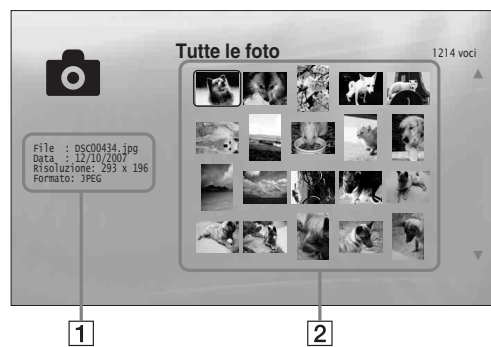 Tutte le foto
1214 voci
File : DSC00434.jpg
Data : 12/10/2007
Risoluzione: 293 x 196
Formato: JPEG
1
2